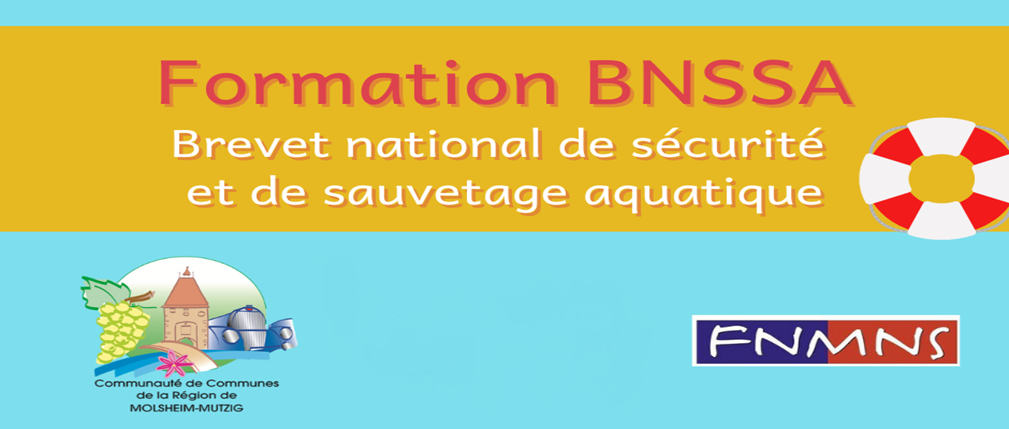 Formation BNSSA
Brevet national de sécurité
et de sauvetage aquatique
Communauté de Communes
de la Région de
MOLSHEIM-MUTZIG
FNMNS